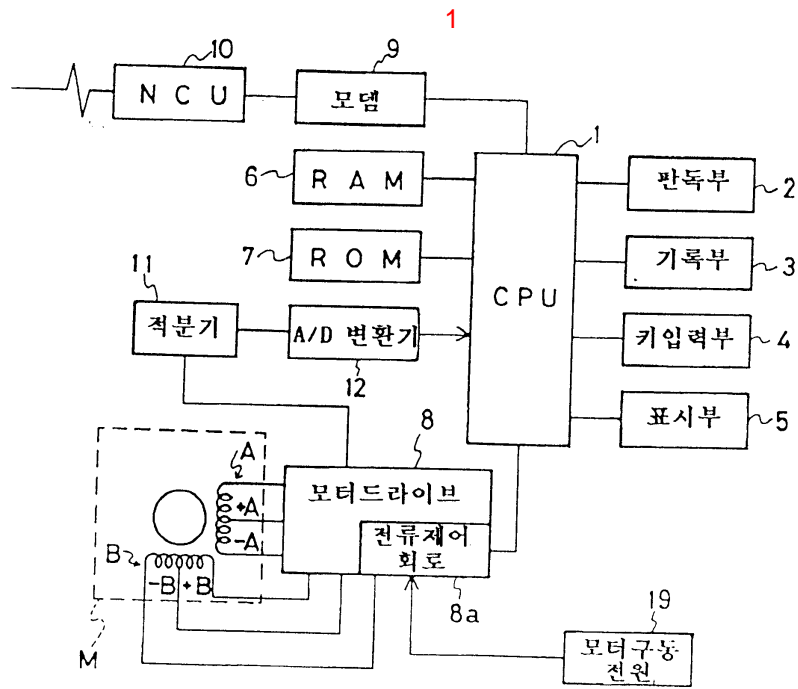 1
10
N C U
9
모뎀
1
6
R A M
판독부
2
7
R O M
기록부
3
C P U
11
적분기
A/D 변환기
12
키입력부
4
표시부
5
8
모터드라이브
전류제어
회로
8a
A
+A
-A
B
-B +B
M
19
모터구동
전원